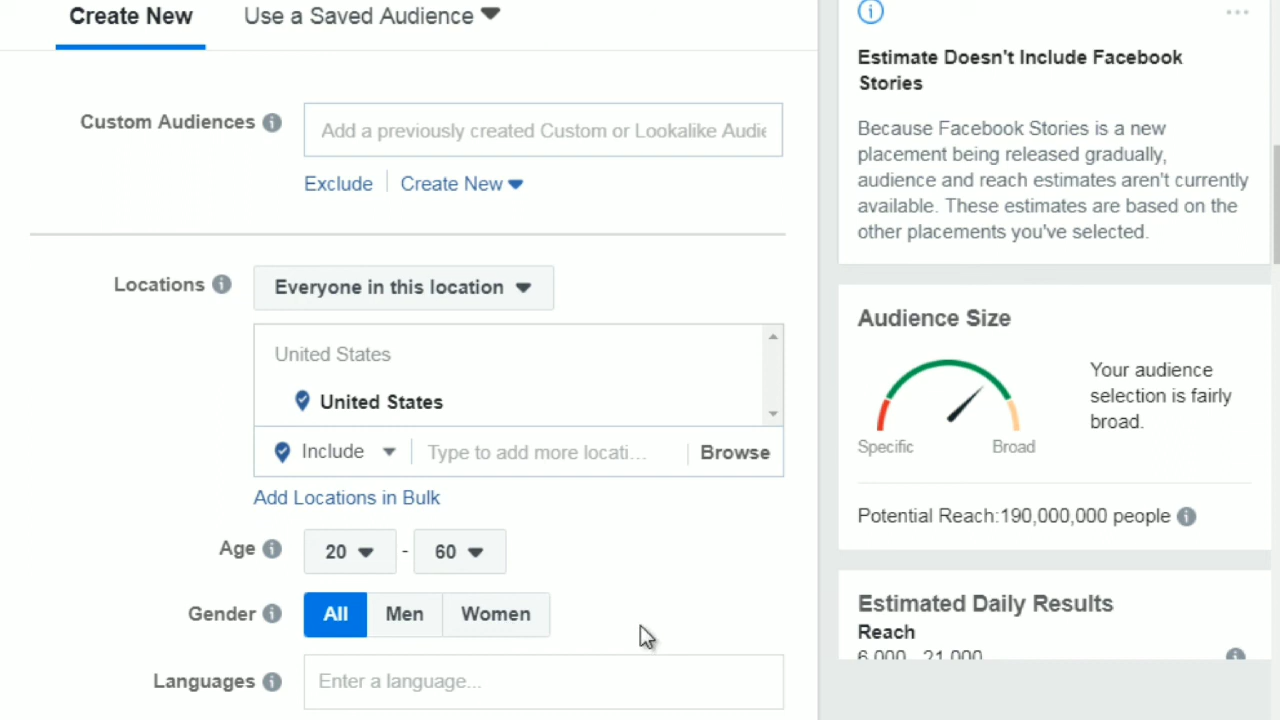 Create New
Use a Saved Audience
Custom Audiences
Add a previously created Custom or Lookalike Audie
Exclude
Create New
Locations
Everyone in this location
United States
United States
Include
Type to add more locati...
Browse
Add Locations in Bulk
Age
20
-
60
Gender
All
Men
Women
Languages
Enter a language...
Estimate Doesn't Include Facebook
Stories
Because Facebook Stories is a new
placement being released gradually,
audience and reach estimates aren't currently
available. These estimates are based on the
other placements you've selected.
Audience Size
Specific
Broad
Your audience
selection is fairly
broad.
Potential Reach:190,000,000 people
Estimated Daily Results
Reach
6,000 - 21,000